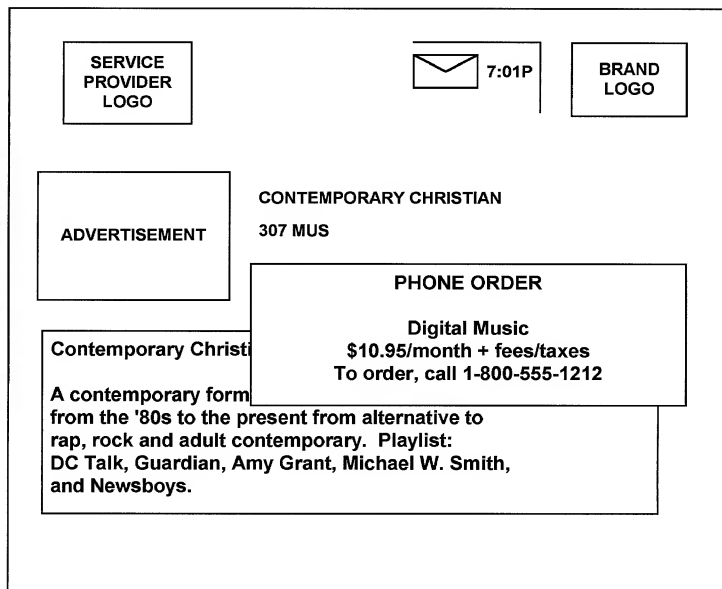 SERVICE
PROVIDER
LOGO
7:01P
BRAND
LOGO
ADVERTISEMENT
CONTEMPORARY CHRISTIAN
307 MUS
PHONE ORDER
Digital Music
$10.95/month + fees/taxes
To order, call 1-800-555-1212
Contemporary Christi
A contemporary form
from the '80s to the present from alternative to
rap, rock and adult contemporary. Playlist:
DC Talk, Guardian, Amy Grant, Michael W. Smith,
and Newsboys.